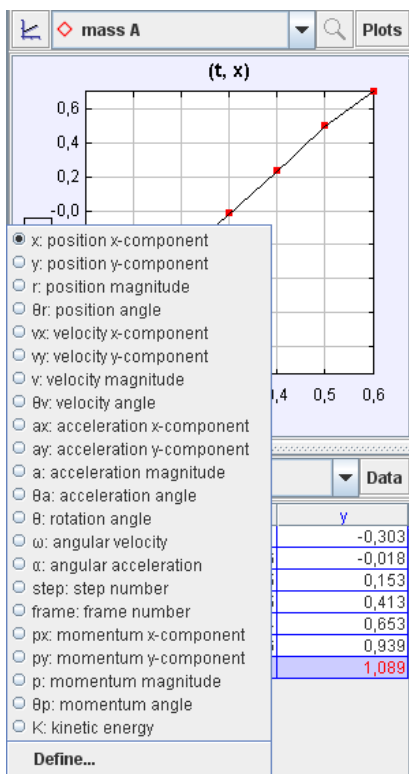 mass A
Plots
(t, x)
0,6
0,4
0,2
-0,0
x: position x-component
y: position y-component
r: position magnitude
θr: position angle
vx: velocity x-component
vy: velocity y-component
v: velocity magnitude
θv: velocity angle
ax: acceleration x-component
ay: acceleration y-component
a: acceleration magnitude
θa: acceleration angle
θ: rotation angle
ω: angular velocity
α: angular acceleration
step: step number
frame: frame number
px: momentum x-component
py: momentum y-component
p: momentum magnitude
θp: momentum angle
K: kinetic energy
Define...
,4 0,5 0,6
Data
y
-0,303
-0,018
0,153
0,413
0,653
0,939
1,089